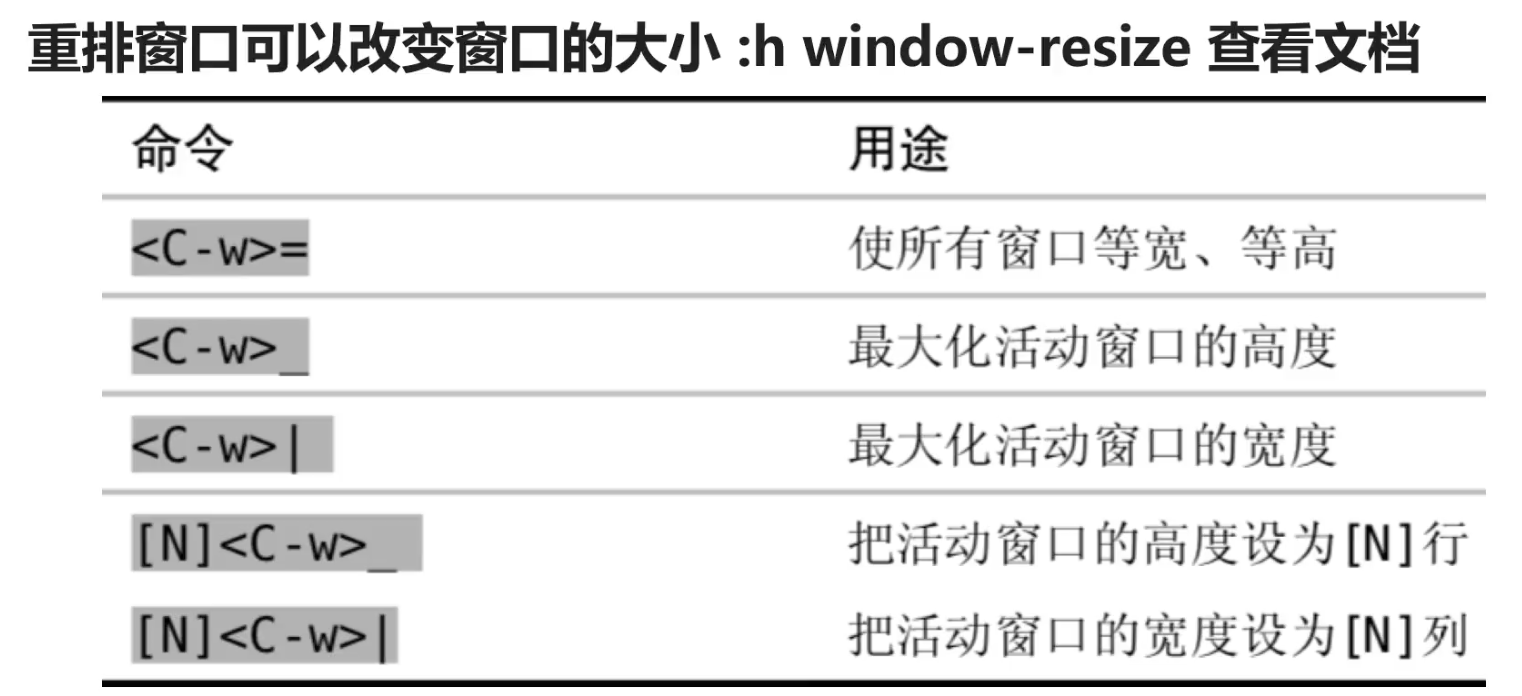 重排窗口可以改变窗口的大小 :h window-resize 查看文档
命令 用途
<C-w>= 使所有窗口等宽、等高
<C-w>_ 最大化活动窗口的高度
<C-w>| 最大化活动窗口的宽度
[N]<C-w>_ 把活动窗口的高度设为[N]行
[N]<C-w>| 把活动窗口的宽度设为[N]列